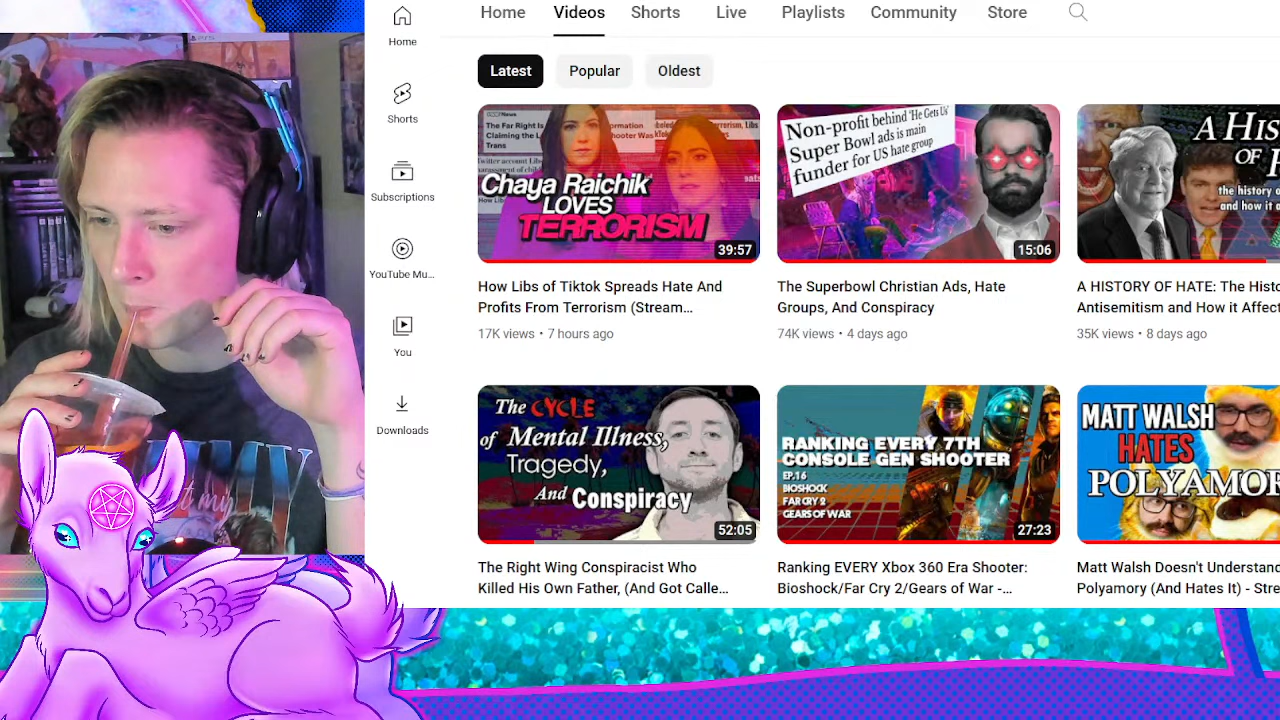 Home Videos Shorts Live Playlists Community Store
Home
Shorts
Subscriptions
YouTube Mu...
You
Downloads
Latest Popular Oldest
The Far Right Is
Claiming the
Trans
Chaya Raichik
LOVES
TERRORISM
39:57
How Libs of Tiktok Spreads Hate And
Profits From Terrorism (Stream...
17K views • 7 hours ago
Non-profit behind 'He Gets Us'
Super Bowl ads is main
funder for US hate group
15:06
The Superbowl Christian Ads, Hate
Groups, And Conspiracy
74K views • 4 days ago
A HIS
OF
the history o
and how it a
A HISTORY OF HATE: The Histo
Antisemitism and How it Affec
35K views • 8 days ago
The CYCLE
of Mental Illness,
Tragedy,
And Conspiracy
52:05
The Right Wing Conspiracist Who
Killed His Own Father, (And Got Calle...
RANKING EVERY 7TH
CONSOLE GEN SHOOTER
EP.16
BIOSHOCK
FAR CRY 2
GEARS OF WAR
27:23
Ranking EVERY Xbox 360 Era Shooter:
Bioshock/Far Cry 2/Gears of War -...
MATT WALSH
HATES
POLYAMOR
Matt Walsh Doesn't Understand
Polyamory (And Hates It) - Stre